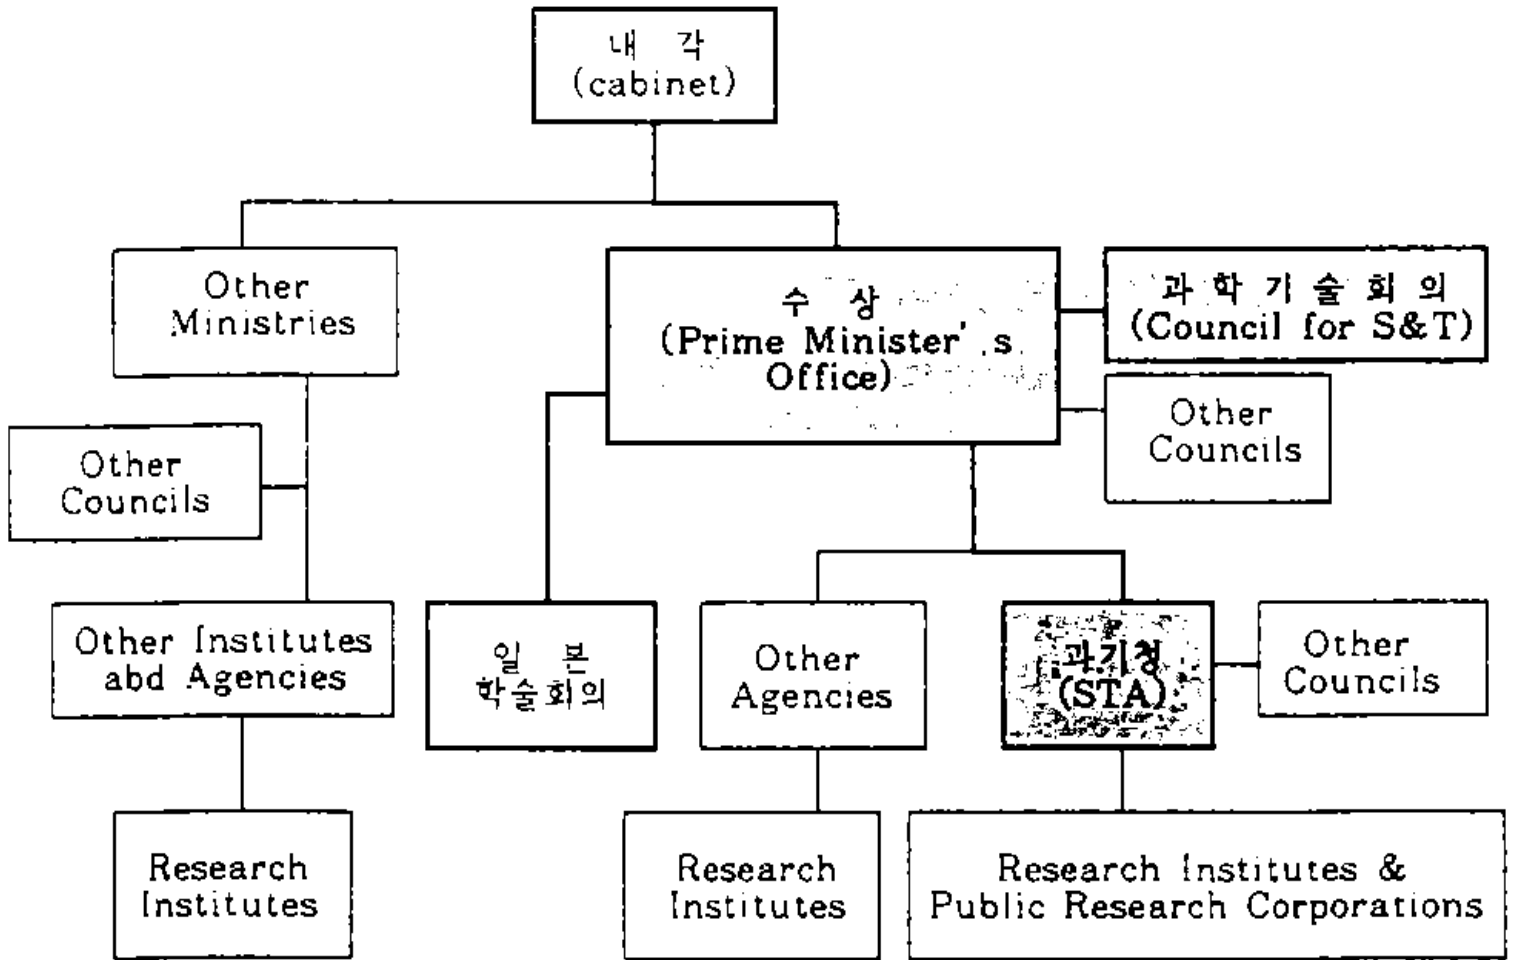 내 각
(cabinet)
Other
Ministries
수 상
(Prime Minister' s
Office)
과 학 기 술 회 의
(Council for S&T)
Other
Councils
Other
Councils
Other Institutes
abd Agencies
일 본
학술회의
Other
Agencies
과기청
(STA)
Other
Councils
Research
Institutes
Research
Institutes
Research Institutes &
Public Research Corporations